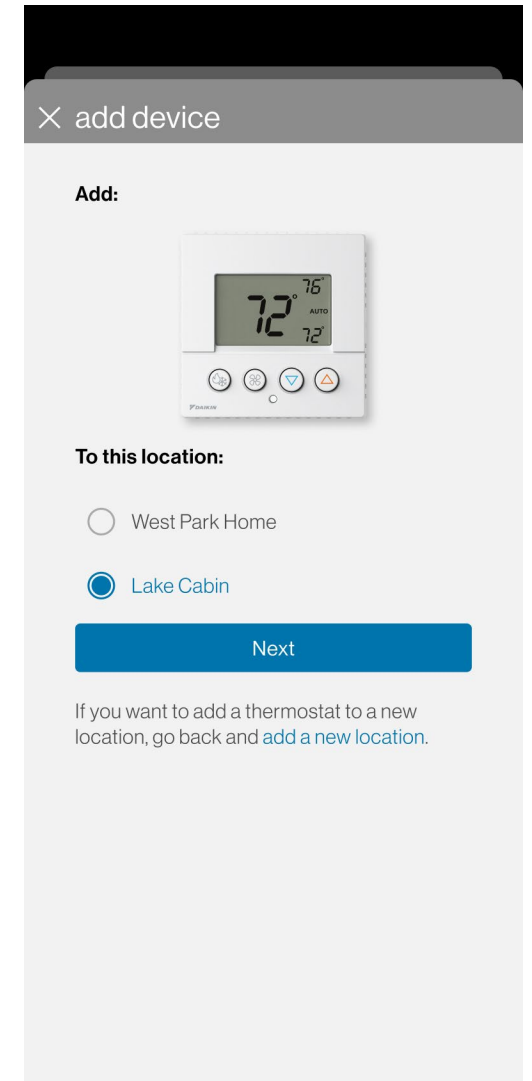 add device
Add:
76°
72°
AUTO
72°
DAIKIN
To this location:
West Park Home
Lake Cabin
Next
If you want to add a thermostat to a new
location, go back and add a new location.